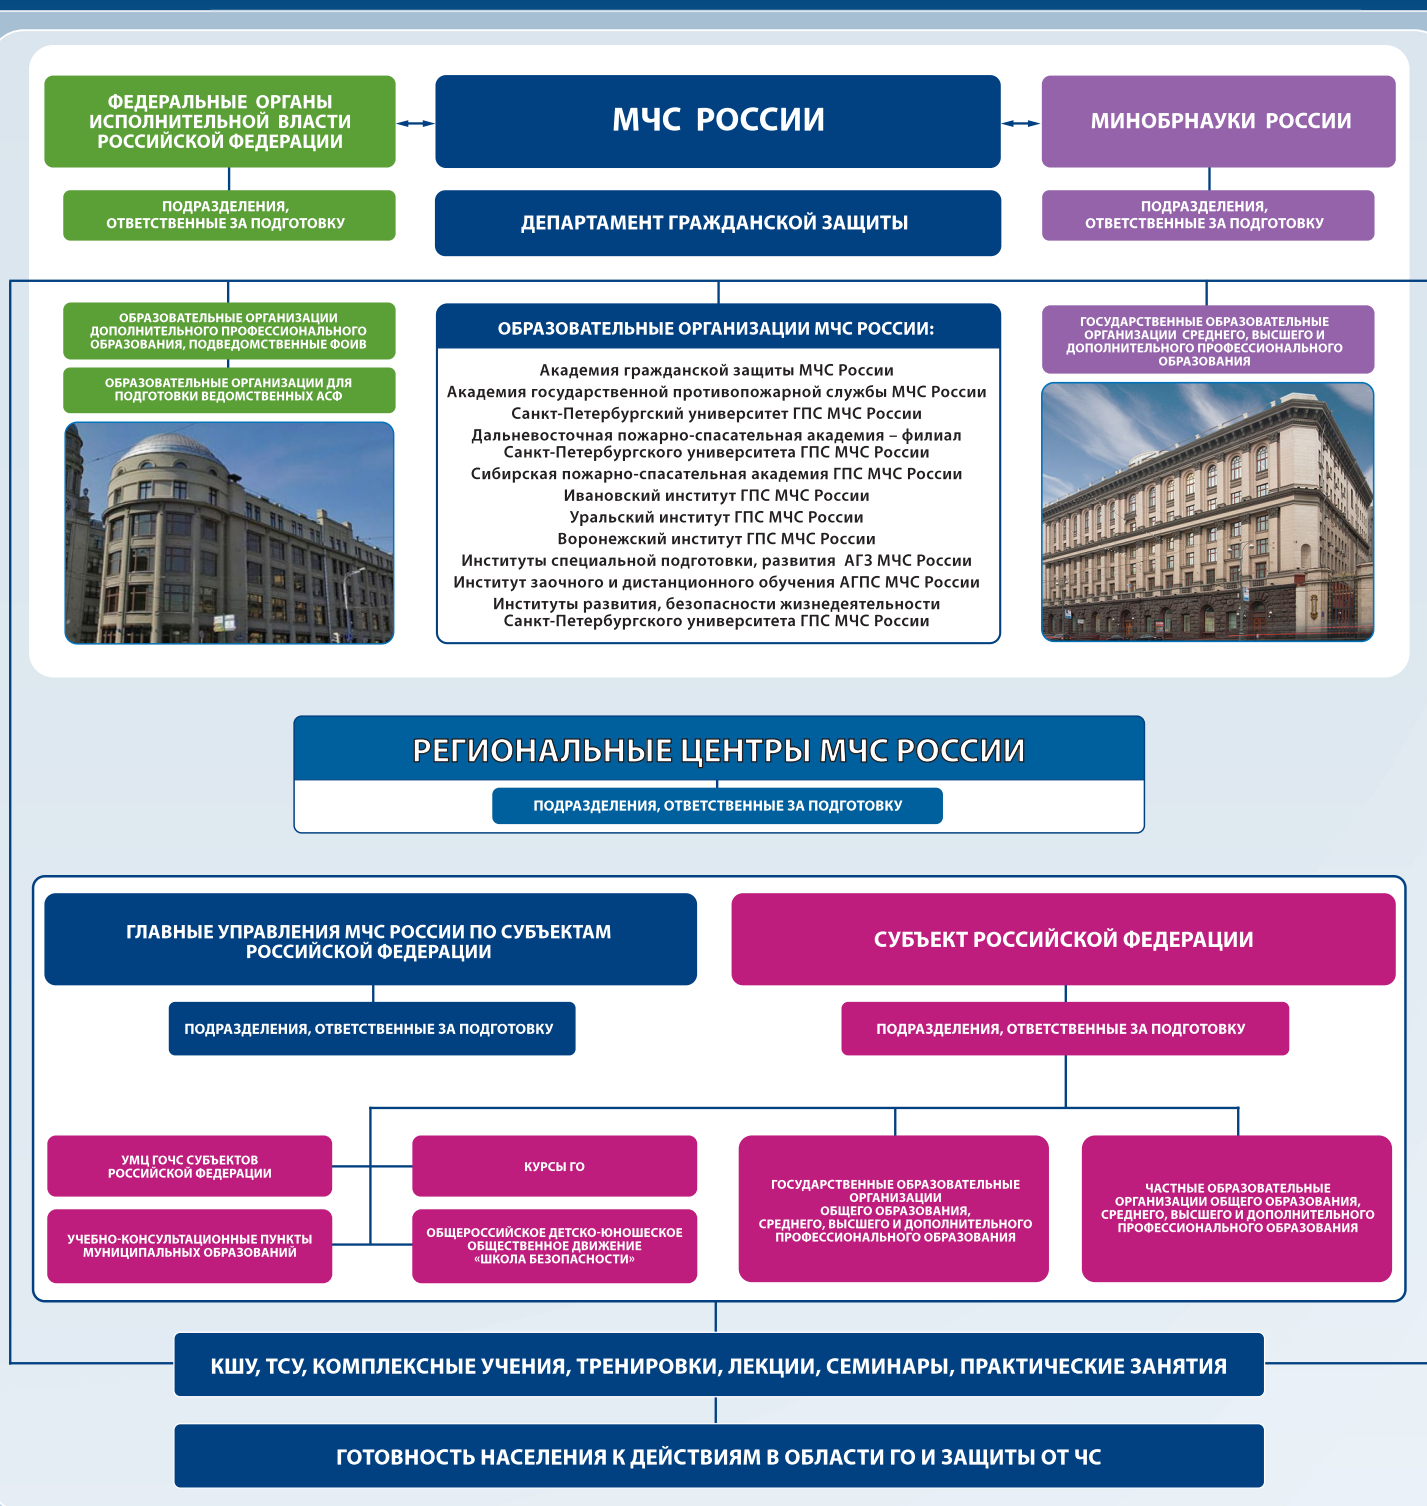 ФЕДЕРАЛЬНЫЕ ОРГАНЫ
ИСПОЛНИТЕЛЬНОЙ ВЛАСТИ
РОССИЙСКОЙ ФЕДЕРАЦИИ
МЧС РОССИИ
МИНОБРНАУКИ РОССИИ
ПОДРАЗДЕЛЕНИЯ,
ОТВЕТСТВЕННЫЕ ЗА ПОДГОТОВКУ
ДЕПАРТАМЕНТ ГРАЖДАНСКОЙ ЗАЩИТЫ
ПОДРАЗДЕЛЕНИЯ,
ОТВЕТСТВЕННЫЕ ЗА ПОДГОТОВКУ
ОБРАЗОВАТЕЛЬНЫЕ ОРГАНИЗАЦИИ
ДОПОЛНИТЕЛЬНОГО ПРОФЕССИОНАЛЬНОГО
ОБРАЗОВАНИЯ, ПОДВЕДОМСТВЕННЫЕ ФОИВ
ОБРАЗОВАТЕЛЬНЫЕ ОРГАНИЗАЦИИ ДЛЯ
ПОДГОТОВКИ ВЕДОМСТВЕННЫХ АСФ
ОБРАЗОВАТЕЛЬНЫЕ ОРГАНИЗАЦИИ МЧС РОССИИ:
Академия гражданской защиты МЧС России
Академия государственной противопожарной службы МЧС России
Санкт-Петербургский университет ГПС МЧС России
Дальневосточная пожарно-спасательная академия – филиал
Санкт-Петербургского университета ГПС МЧС России
Сибирская пожарно-спасательная академия ГПС МЧС России
Ивановский институт ГПС МЧС России
Уральский институт ГПС МЧС России
Воронежский институт ГПС МЧС России
Институты специальной подготовки, развития АГЗ МЧС России
Институт заочного и дистанционного обучения АГПС МЧС России
Институты развития, безопасности жизнедеятельности
Санкт-Петербургского университета ГПС МЧС России
ГОСУДАРСТВЕННЫЕ ОБРАЗОВАТЕЛЬНЫЕ
ОРГАНИЗАЦИИ СРЕДНЕГО, ВЫСШЕГО И
ДОПОЛНИТЕЛЬНОГО ПРОФЕССИОНАЛЬНОГО
ОБРАЗОВАНИЯ
РЕГИОНАЛЬНЫЕ ЦЕНТРЫ МЧС РОССИИ
ПОДРАЗДЕЛЕНИЯ, ОТВЕТСТВЕННЫЕ ЗА ПОДГОТОВКУ
ГЛАВНЫЕ УПРАВЛЕНИЯ МЧС РОССИИ ПО СУБЪЕКТАМ
РОССИЙСКОЙ ФЕДЕРАЦИИ
СУБЪЕКТ РОССИЙСКОЙ ФЕДЕРАЦИИ
ПОДРАЗДЕЛЕНИЯ, ОТВЕТСТВЕННЫЕ ЗА ПОДГОТОВКУ
ПОДРАЗДЕЛЕНИЯ, ОТВЕТСТВЕННЫЕ ЗА ПОДГОТОВКУ
УМЦ ГОЧС СУБЪЕКТОВ
РОССИЙСКОЙ ФЕДЕРАЦИИ
КУРСЫ ГО
УЧЕБНО-КОНСУЛЬТАЦИОННЫЕ ПУНКТЫ
МУНИЦИПАЛЬНЫХ ОБРАЗОВАНИЙ
ОБЩЕРОССИЙСКОЕ ДЕТСКО-ЮНОШЕСКОЕ
ОБЩЕСТВЕННОЕ ДВИЖЕНИЕ
«ШКОЛА БЕЗОПАСНОСТИ»
ГОСУДАРСТВЕННЫЕ ОБРАЗОВАТЕЛЬНЫЕ
ОРГАНИЗАЦИИ
ОБЩЕГО ОБРАЗОВАНИЯ,
СРЕДНЕГО, ВЫСШЕГО И ДОПОЛНИТЕЛЬНОГО
ПРОФЕССИОНАЛЬНОГО ОБРАЗОВАНИЯ
ЧАСТНЫЕ ОБРАЗОВАТЕЛЬНЫЕ
ОРГАНИЗАЦИИ ОБЩЕГО ОБРАЗОВАНИЯ,
СРЕДНЕГО, ВЫСШЕГО И ДОПОЛНИТЕЛЬНОГО
ПРОФЕССИОНАЛЬНОГО ОБРАЗОВАНИЯ
КШУ, ТСУ, КОМПЛЕКСНЫЕ УЧЕНИЯ, ТРЕНИРОВКИ, ЛЕКЦИИ, СЕМИНАРЫ, ПРАКТИЧЕСКИЕ ЗАНЯТИЯ
ГОТОВНОСТЬ НАСЕЛЕНИЯ К ДЕЙСТВИЯМ В ОБЛАСТИ ГО И ЗАЩИТЫ ОТ ЧС